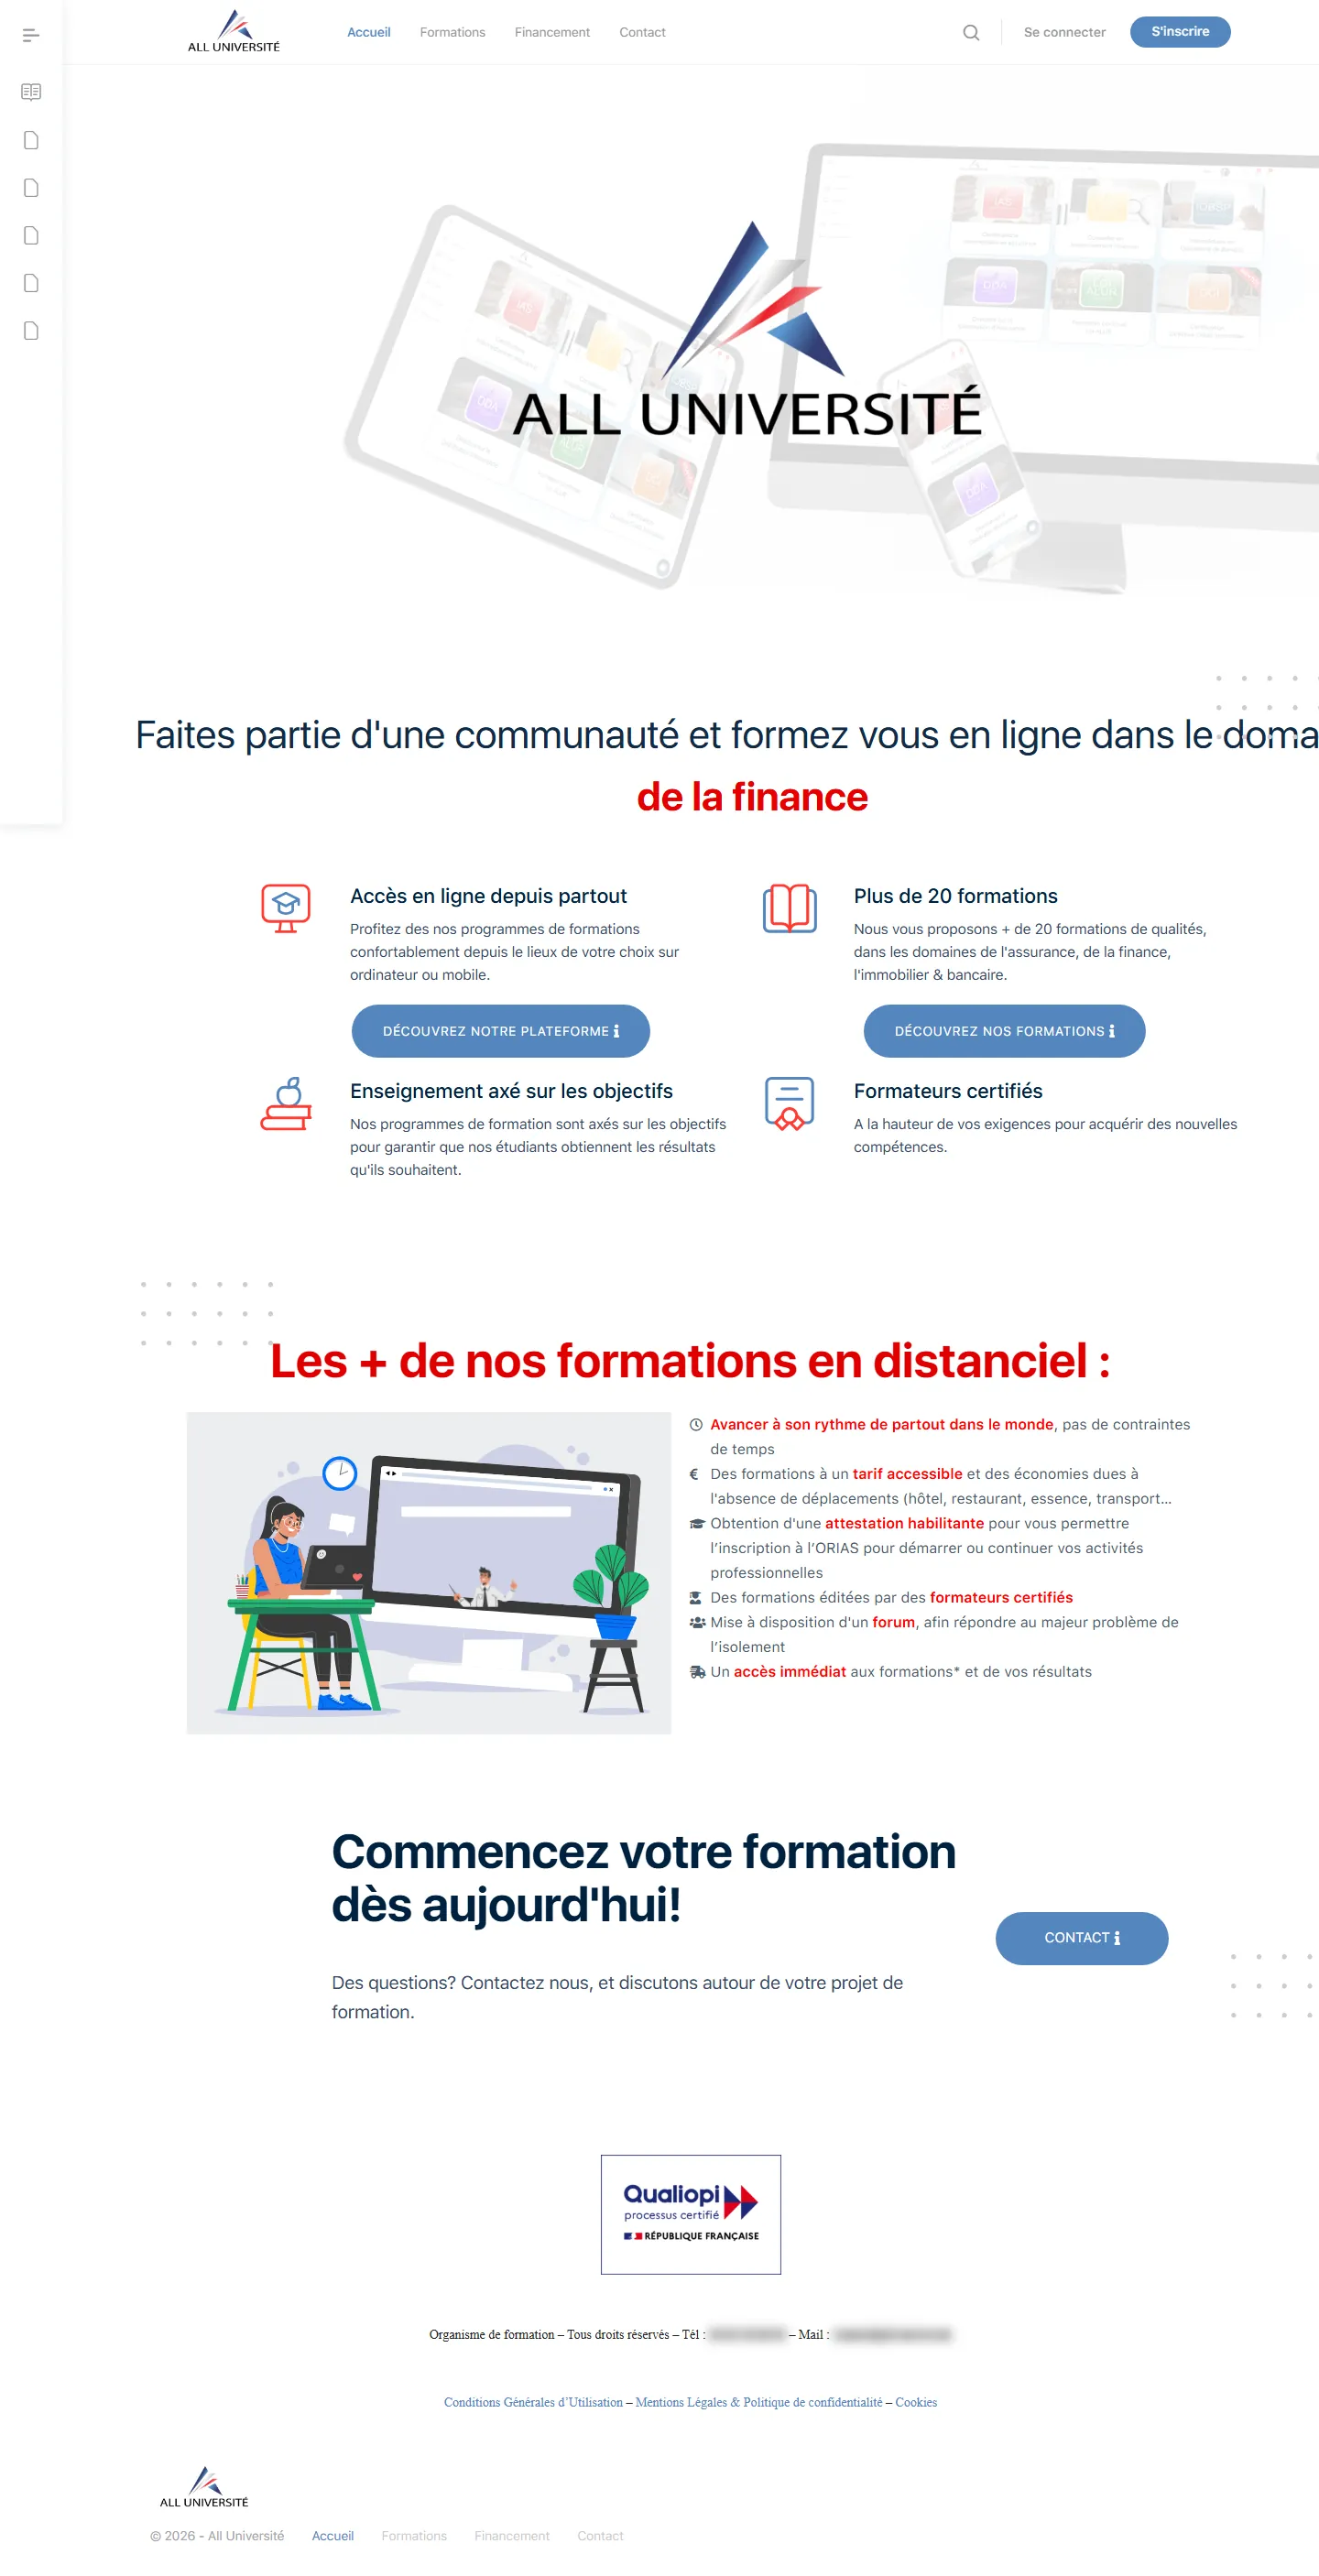 ALL UNIVERSITÉ
Accueil Formations Financement Contact Se connecter S'inscrire
ALL UNIVERSITÉ
Faites partie d'une communauté et formez vous en ligne dans le doma
de la finance
Accès en ligne depuis partout
Profitez des nos programmes de formations
confortablement depuis le lieux de votre choix sur
ordinateur ou mobile.
DÉCOUVREZ NOTRE PLATEFORME
Plus de 20 formations
Nous vous proposons + de 20 formations de qualités,
dans les domaines de l'assurance, de la finance,
l'immobilier & bancaire.
DÉCOUVREZ NOS FORMATIONS
Enseignement axé sur les objectifs
Nos programmes de formation sont axés sur les objectifs
pour garantir que nos étudiants obtiennent les résultats
qu'ils souhaitent.
Formateurs certifiés
A la hauteur de vos exigences pour acquérir des nouvelles
compétences.
Les + de nos formations en distanciel :
Avancer à son rythme de partout dans le monde, pas de contraintes
de temps
Des formations à un tarif accessible et des économies dues à
l'absence de déplacements (hôtel, restaurant, essence, transport...
Obtention d'une attestation habilitante pour vous permettre
l’inscription à l’ORIAS pour démarrer ou continuer vos activités
professionnelles
Des formations éditées par des formateurs certifiés
Mise à disposition d'un forum, afin répondre au majeur problème de
l’isolement
Un accès immédiat aux formations* et de vos résultats
Commencez votre formation
dès aujourd'hui!
Des questions? Contactez nous, et discutons autour de votre projet de
formation.
CONTACT
Qualiopi
processus certifié
RÉPUBLIQUE FRANÇAISE
Organisme de formation – Tous droits réservés – Tél : – Mail :
Conditions Générales d’Utilisation – Mentions Légales & Politique de confidentialité – Cookies
ALL UNIVERSITÉ
© 2026 - All Université Accueil Formations Financement Contact